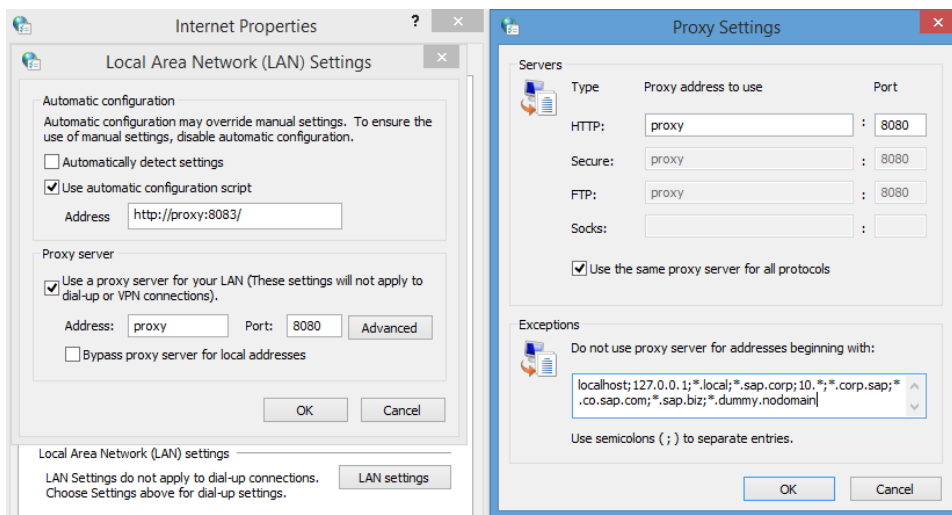 Internet Properties
Local Area Network (LAN) Settings
Automatic configuration
Automatic configuration may override manual settings. To ensure the
use of manual settings, disable automatic configuration.
Automatically detect settings
Use automatic configuration script
Address http://proxy:8083/
Proxy server
Use a proxy server for your LAN (These settings will not apply to
dial-up or VPN connections).
Address: proxy Port: 8080 Advanced
Bypass proxy server for local addresses
OK Cancel
Local Area Network (LAN) settings
LAN Settings do not apply to dial-up connections.
Choose Settings above for dial-up settings.
LAN settings
Proxy Settings
Servers
Type Proxy address to use Port
HTTP: proxy : 8080
Secure: proxy : 8080
FTP: proxy : 8080
Socks: :
Use the same proxy server for all protocols
Exceptions
Do not use proxy server for addresses beginning with:
localhost;127.0.0.1;*.local;*.sap.corp;10.*;*.corp.sap;*
.co.sap.com;*.sap.biz;*.dummy.nodomain
Use semicolons ( ; ) to separate entries.
OK Cancel